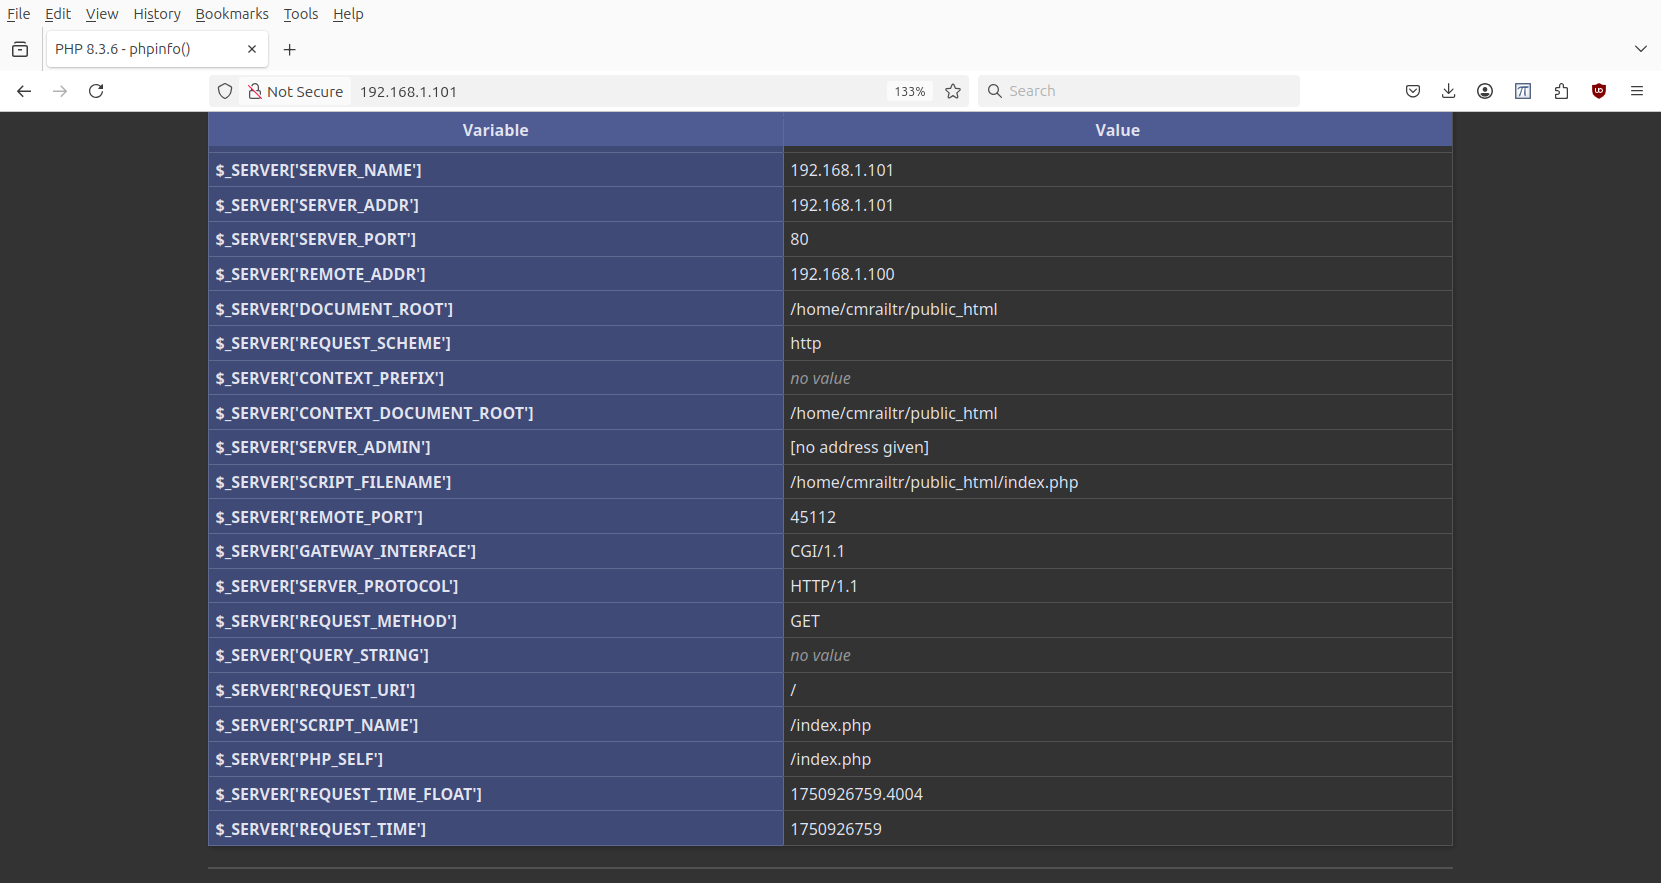 File Edit View History Bookmarks Tools Help
PHP 8.3.6 - phpinfo()
Not Secure 192.168.1.101 133% Search
Variable Value
$_SERVER['SERVER_NAME'] 192.168.1.101
$_SERVER['SERVER_ADDR'] 192.168.1.101
$_SERVER['SERVER_PORT'] 80
$_SERVER['REMOTE_ADDR'] 192.168.1.100
$_SERVER['DOCUMENT_ROOT'] /home/cmrailtr/public_html
$_SERVER['REQUEST_SCHEME'] http
$_SERVER['CONTEXT_PREFIX'] no value
$_SERVER['CONTEXT_DOCUMENT_ROOT'] /home/cmrailtr/public_html
$_SERVER['SERVER_ADMIN'] [no address given]
$_SERVER['SCRIPT_FILENAME'] /home/cmrailtr/public_html/index.php
$_SERVER['REMOTE_PORT'] 45112
$_SERVER['GATEWAY_INTERFACE'] CGI/1.1
$_SERVER['SERVER_PROTOCOL'] HTTP/1.1
$_SERVER['REQUEST_METHOD'] GET
$_SERVER['QUERY_STRING'] no value
$_SERVER['REQUEST_URI'] /
$_SERVER['SCRIPT_NAME'] /index.php
$_SERVER['PHP_SELF'] /index.php
$_SERVER['REQUEST_TIME_FLOAT'] 1750926759.4004
$_SERVER['REQUEST_TIME'] 1750926759